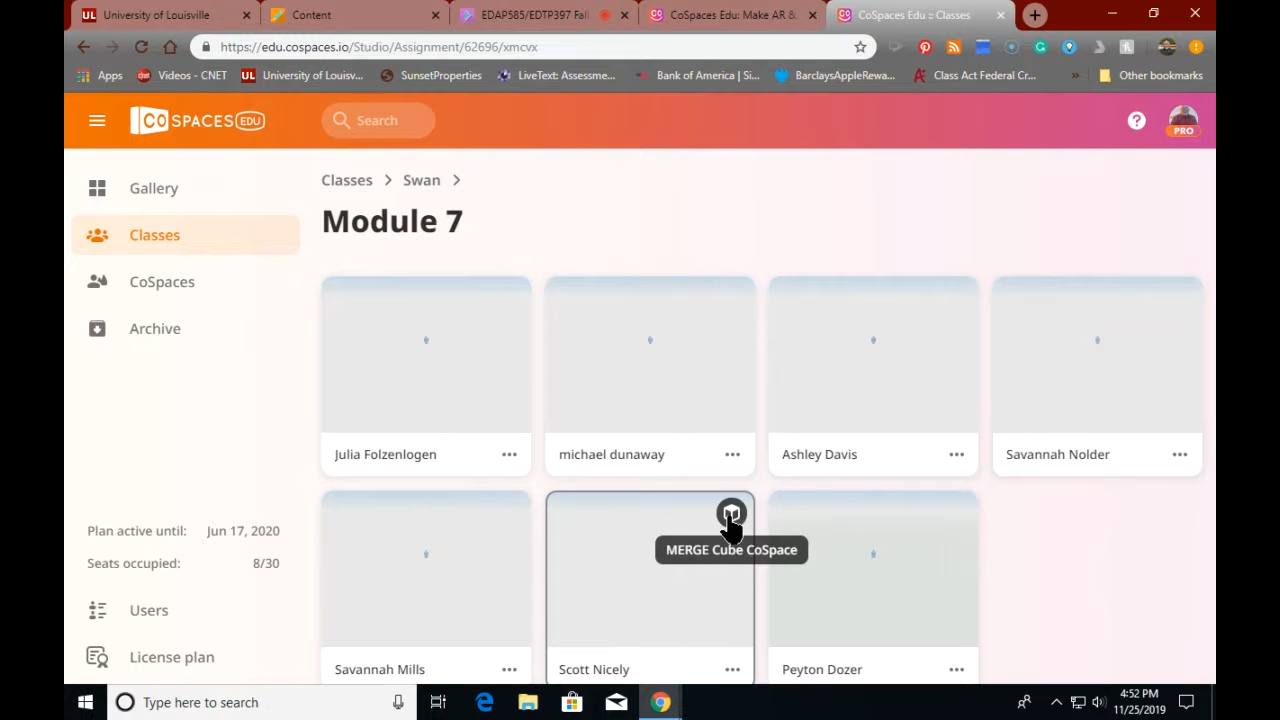 University of Louisville
Content
EDAP585/EDTP397 Fall
CoSpaces Edu: Make AR &
CoSpaces Edu :: Classes
https://edu.cospaces.io/Studio/Assignment/62696/xmcvx
Apps
Videos - CNET
UL University of Louisv...
SunsetProperties
LiveText: Assessme...
Bank of America | Si...
BarclaysAppleRewa...
Class Act Federal Cr...
»
Other bookmarks
COSPACES EDU
Search
PRO
Gallery
Classes
CoSpaces
Archive
Classes > Swan >
Module 7
Julia Folzenlogen
michael dunaway
Ashley Davis
Savannah Nolder
MERGE Cube CoSpace
Savannah Mills
Scott Nicely
Peyton Dozer
Plan active until: Jun 17, 2020
Seats occupied: 8/30
Users
License plan
Type here to search
4:52 PM
11/25/2019